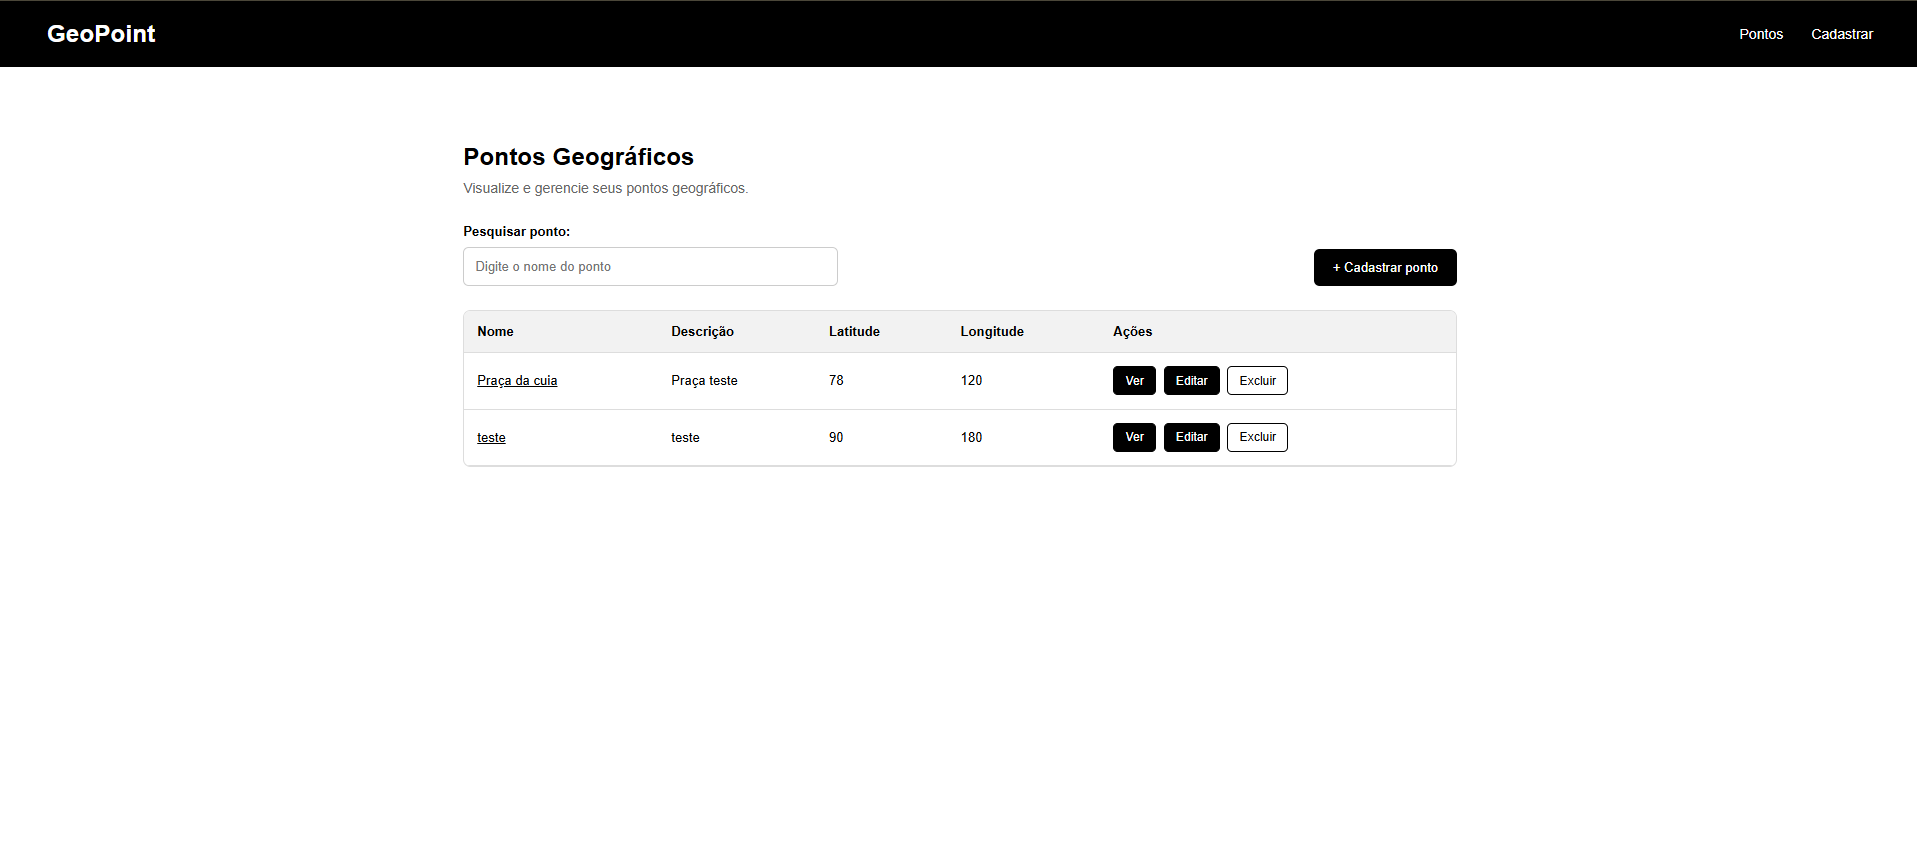 GeoPoint Pontos Cadastrar
Pontos Geográficos
Visualize e gerencie seus pontos geográficos.
Pesquisar ponto:
Digite o nome do ponto + Cadastrar ponto
Nome Descrição Latitude Longitude Ações
Praça da cuia Praça teste 78 120 Ver Editar Excluir
teste teste 90 180 Ver Editar Excluir